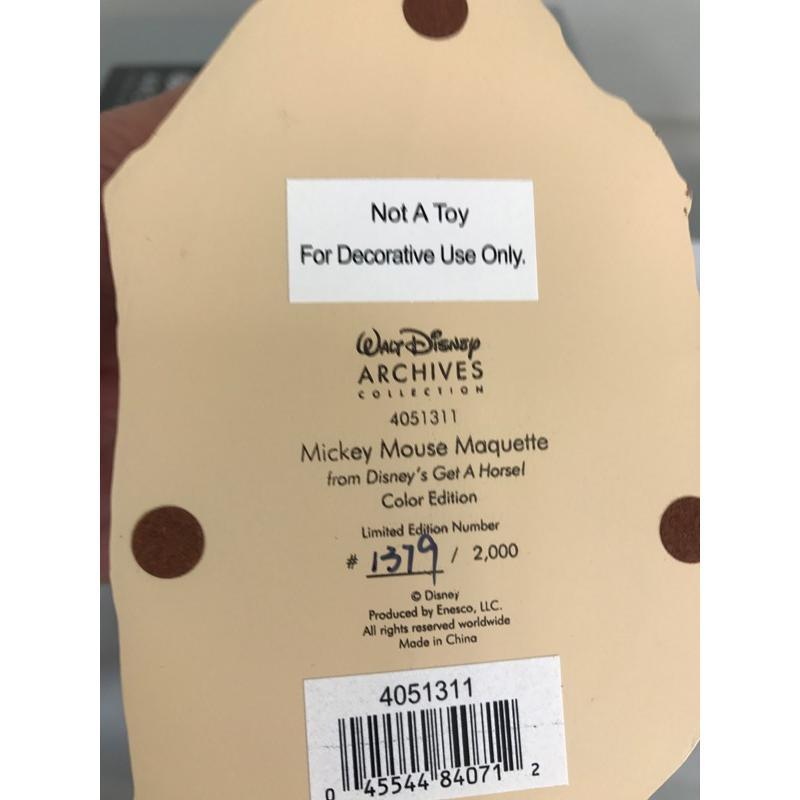 Not A Toy
For Decorative Use Only.
Walt Disney
ARCHIVES
COLLECTION
4051311
Mickey Mouse Maquette
from Disney's Get A Horse!
Color Edition
Limited Edition Number
# 1379 / 2,000
© Disney
Produced by Enesco, LLC.
All rights reserved worldwide
Made in China
4051311
0 45544 84071 2